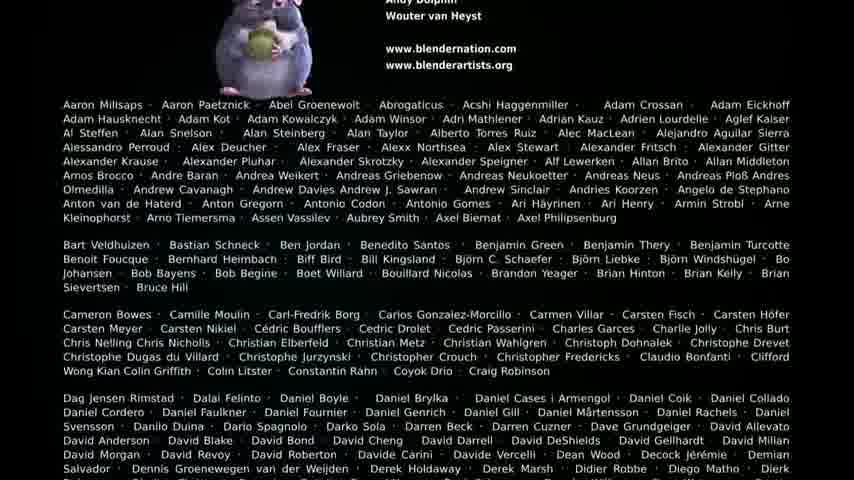 Andy Dolphin
Wouter van Heyst
www.blendernation.com
www.blenderartists.org
Aaron Millsaps · Aaron Paetznick · Abel Groenewolt · Abrogaticus · Acshi Haggenmiller · Adam Crossan · Adam Eickhoff
Adam Hausknecht · Adam Kot · Adam Kowalczyk · Adam Winsor · Adri Mathlener · Adrian Kauz · Adrien Lourdelle · Aglef Kaiser
Al Steffen · Alan Snelson · Alan Steinberg · Alan Taylor · Alberto Torres Ruiz · Alec MacLean · Alejandro Aguilar Sierra
Alessandro Perroud · Alex Deucher · Alex Fraser · Alexx Northsea · Alex Stewart · Alexander Fritsch · Alexander Gitter
Alexander Krause · Alexander Pluhar · Alexander Skrotzky · Alexander Speigner · Alf Lewerken · Allan Brito · Allan Middleton
Amos Brocco · Andre Baran · Andrea Weikert · Andreas Griebenow · Andreas Neukoetter · Andreas Neus · Andreas Ploß Andres
Olmedilla · Andrew Cavanagh · Andrew Davies Andrew J. Sawran · Andrew Sinclair · Andries Koorzen · Angelo de Stephano
Anton van de Haterd · Anton Gregorn · Antonio Codon · Antonio Gomes · Ari Häyrinen · Ari Henry · Armin Strobl · Arne
Kleinophorst · Arno Tlemersma · Assen Vassilev · Aubrey Smith · Axel Biernat · Axel Philipsenburg
Bart Veldhuizen · Bastian Schneck · Ben Jordan · Benedito Santos · Benjamin Green · Benjamin Thery · Benjamin Turcotte
Benoit Foucque · Bernhard Heimbach · Biff Bird · Bill Kingsland · Björn C. Schaefer · Björn Liebke · Björn Windshügel · Bo
Johansen · Bob Bayens · Bob Begine · Boet Willard · Bouillard Nicolas · Brandon Yeager · Brian Hinton · Brian Kelly · Brian
Sievertsen · Bruce Hill
Cameron Bowes · Camille Moulin · Carl-Fredrik Borg · Carlos Gonzalez-Morcillo · Carmen Villar · Carsten Fisch · Carsten Höfer
Carsten Meyer · Carsten Nikiel · Cédric Boufflers · Cedric Drolet · Cedric Passerini · Charles Garces · Charlie Jolly · Chris Burt
Chris Nelling Chris Nicholls · Christian Elberfeld · Christian Metz · Christian Wahlgren · Christoph Dohnalek · Christophe Drevet
Christophe Dugas du Villard · Christophe Jurzynski · Christopher Crouch · Christopher Fredericks · Claudio Bonfanti · Clifford
Wong Kian Colin Griffith · Colin Litster · Constantin Rahn · Coyok Drio · Craig Robinson
Dag Jensen Rimstad · Dalai Felinto · Daniel Boyle · Daniel Brylka · Daniel Cases i Armengol · Daniel Coik · Daniel Collado
Daniel Cordero · Daniel Faulkner · Daniel Fournier · Daniel Genrich · Daniel Gill · Daniel Mårtensson · Daniel Rachels · Daniel
Svensson · Danilo Duina · Dario Spagnolo · Darko Sola · Darren Beck · Darren Cuzner · Dave Grundgeiger · David Allevato
David Anderson · David Blake · David Bond · David Cheng · David Darrell · David DeShields · David Gellhardt · David Millan
David Morgan · David Revoy · David Roberton · Davide Carini · Davide Vercelli · Dean Wood · Decock Jérémie · Demian
Salvador · Dennis Groenewegen van der Weijden · Derek Holdaway · Derek Marsh · Didier Robbe · Diego Matho · Dierk